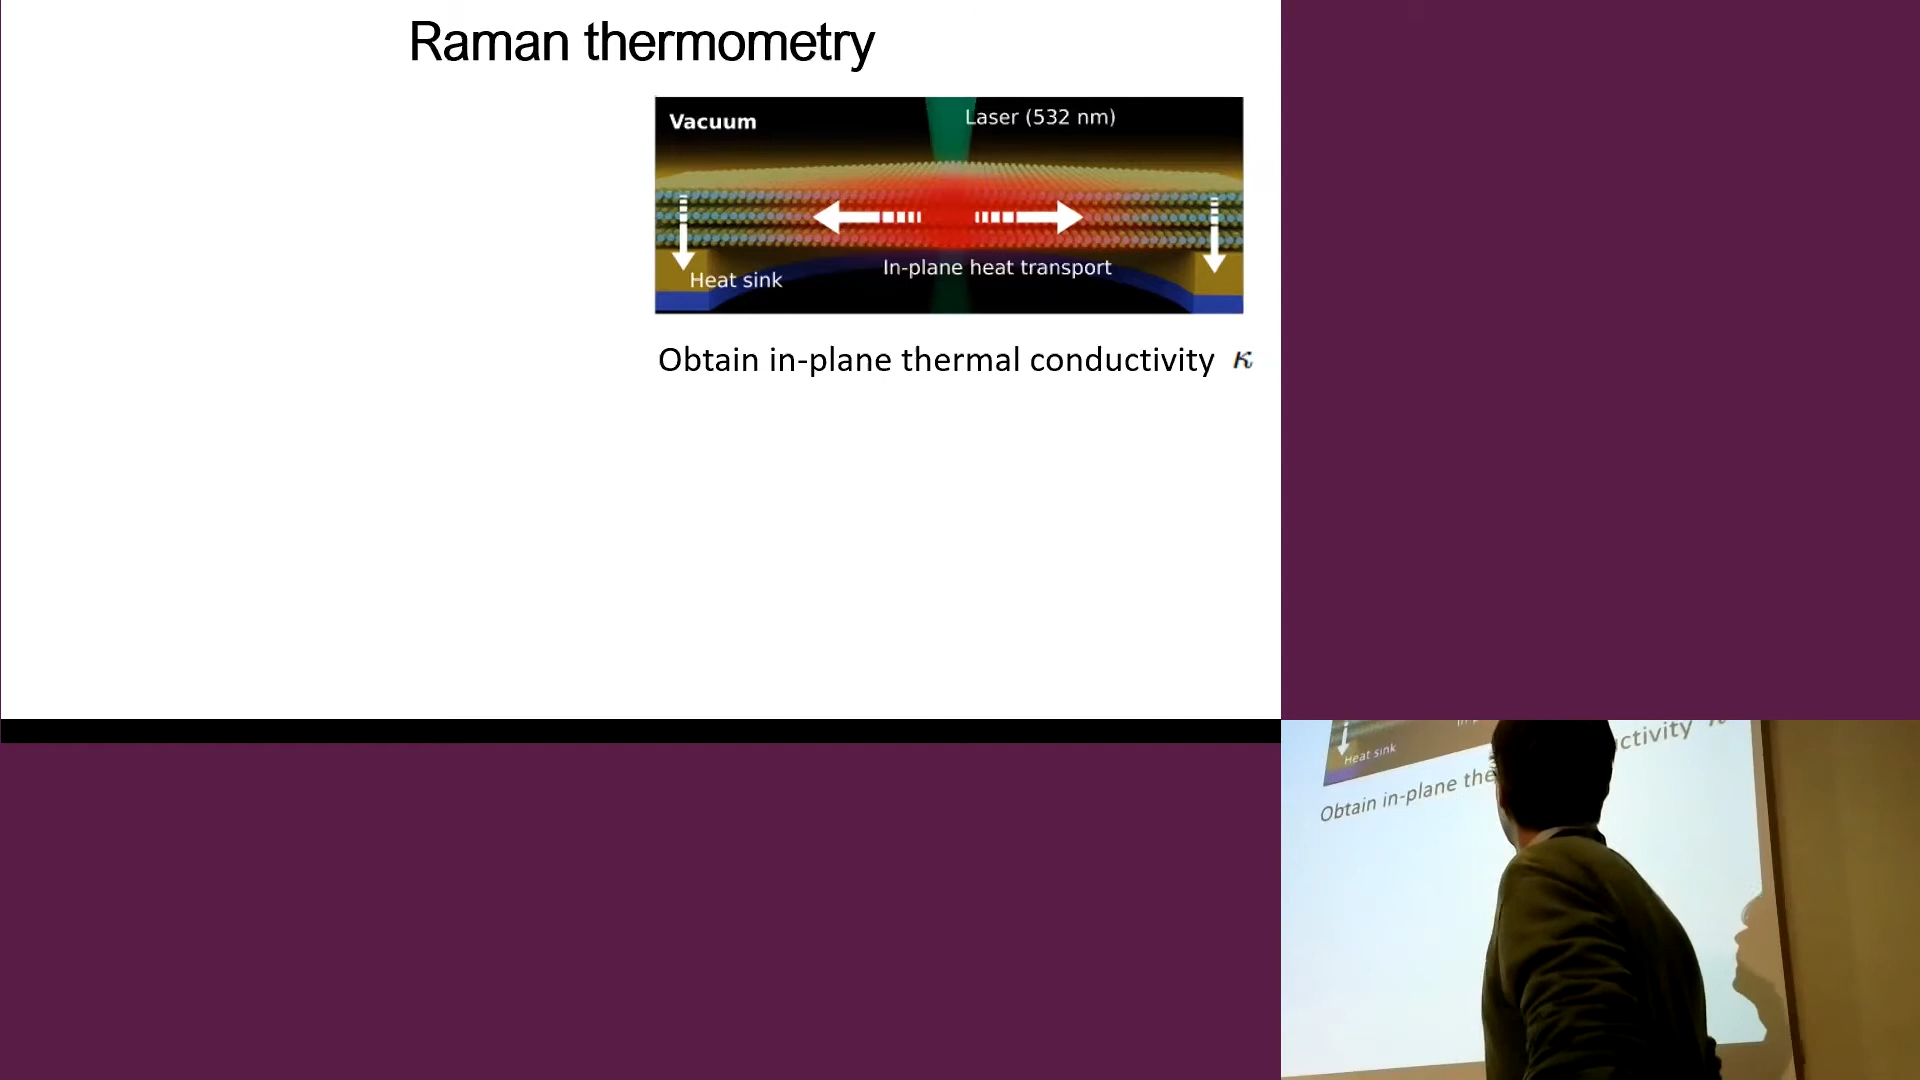 Raman thermometry
Vacuum
Laser (532 nm)
In-plane heat transport
Heat sink
Obtain in-plane thermal conductivity κ
Heat sink
Obtain in-plane the
ctivity